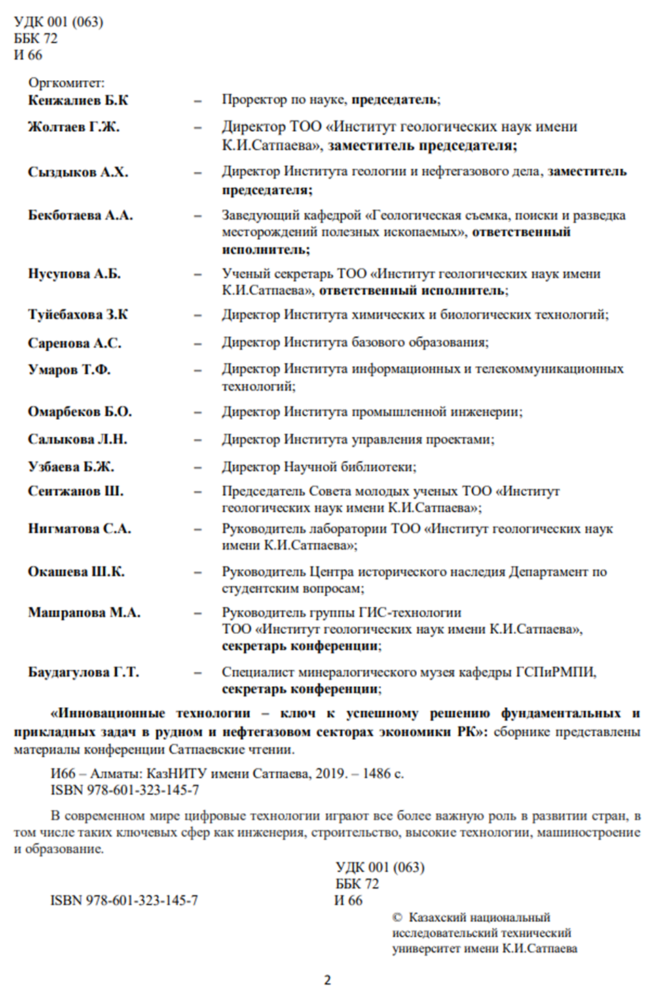 УДК 001 (063)
ББК 72
И 66
Оргкомитет:
Кенжалиев Б.К – Проректор по науке, председатель;
Жолтаев Г.Ж. – Директор ТОО «Институт геологических наук имени
К.И.Сатпаева», заместитель председателя;
Сыздыков А.Х. – Директор Института геологии и нефтегазового дела, заместитель
председателя;
Бекботаева А.А. – Заведующий кафедрой «Геологическая съемка, поиски и разведка
месторождений полезных ископаемых», ответственный
исполнитель;
Нусупова А.Б. – Ученый секретарь ТОО «Институт геологических наук имени
К.И.Сатпаева», ответственный исполнитель;
Туйебахова З.К – Директор Института химических и биологических технологий;
Саренова А.С. – Директор Института базового образования;
Умаров Т.Ф. – Директор Института информационных и телекоммуникационных
технологий;
Омарбеков Б.О. – Директор Института промышленной инженерии;
Салыкова Л.Н. – Директор Института управления проектами;
Узбаева Б.Ж. – Директор Научной библиотеки;
Сеитжанов Ш. – Председатель Совета молодых ученых ТОО «Институт
геологических наук имени К.И.Сатпаева»;
Нигматова С.А. – Руководитель лаборатории ТОО «Институт геологических наук
имени К.И.Сатпаева»;
Окашева Ш.К. – Руководитель Центра исторического наследия Департамент по
студентским вопросам;
Машрапова М.А. – Руководитель группы ГИС-технологии
ТОО «Институт геологических наук имени К.И.Сатпаева»,
секретарь конференции;
Баудагулова Г.Т. – Специалист минералогического музея кафедры ГСПиРМПИ,
секретарь конференции;
«Инновационные технологии – ключ к успешному решению фундаментальных и
прикладных задач в рудном и нефтегазовом секторах экономики РК»: сборнике представлены
материалы конференции Сатпаевские чтении.
И66 – Алматы: КазНИТУ имени Сатпаева, 2019. – 1486 с.
ISBN 978-601-323-145-7
В современном мире цифровые технологии играют все более важную роль в развитии стран, в
том числе таких ключевых сфер как инженерия, строительство, высокие технологии, машиностроение
и образование.
УДК 001 (063)
ББК 72
ISBN 978-601-323-145-7 И 66
© Казахский национальный
исследовательский технический
университет имени К.И.Сатпаева
2